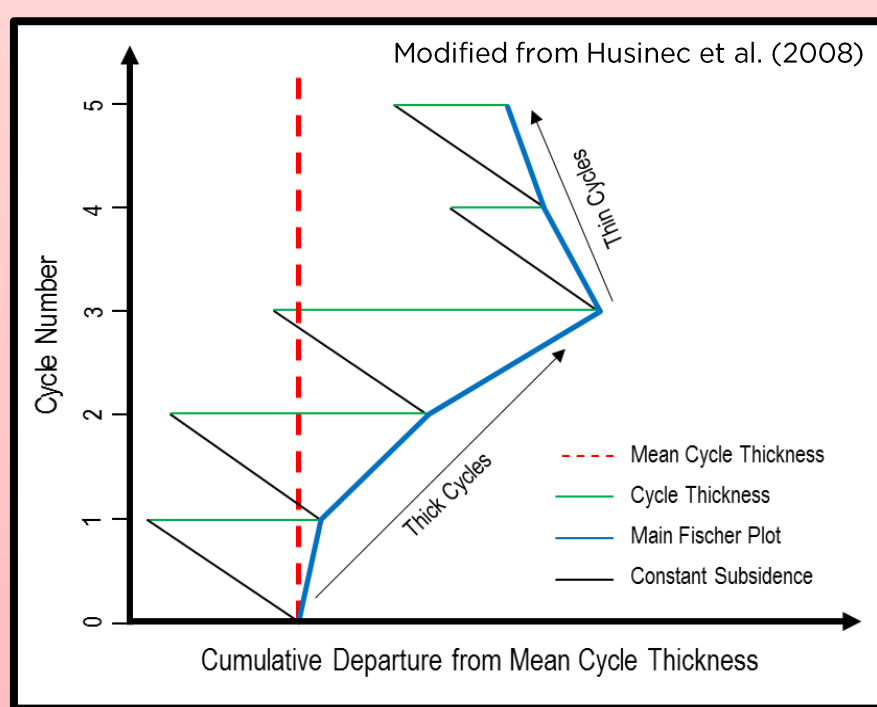 Modified from Husinec et al. (2008)
Cycle Number
5
4
3
2
1
0
Thin Cycles
Thick Cycles
Mean Cycle Thickness
Cycle Thickness
Main Fischer Plot
Constant Subsidence
Cumulative Departure from Mean Cycle Thickness